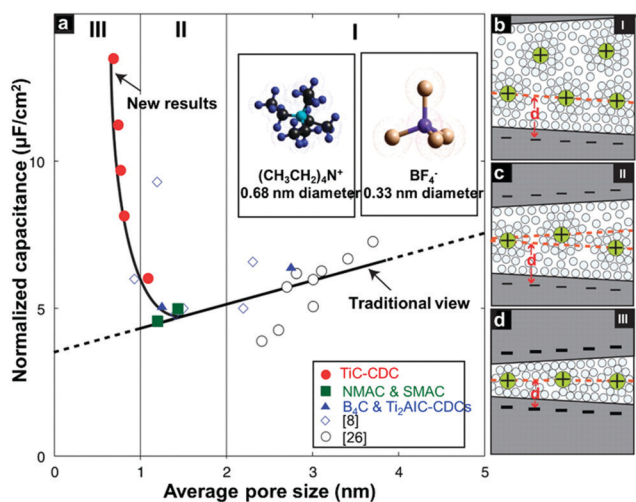 a
III
II
I
New results
(CH₃CH₂)₄N⁺
0.68 nm diameter
BF₄⁻
0.33 nm diameter
Traditional view
TiC-CDC
NMAC & SMAC
B₄C & Ti₂AlC-CDCs
[8]
[26]
Normalized capacitance (µF/cm²)
10
5
0
0
1
2
3
4
5
Average pore size (nm)
b
I
d
c
II
d
d
III
d